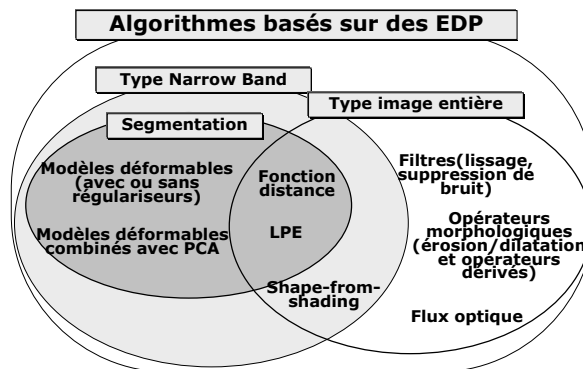 Algorithmes basés sur des EDP
Type Narrow Band
Type image entière
Segmentation
Modèles déformables
(avec ou sans
régulariseurs)
Modèles déformables
combinés avec PCA
Fonction
distance
LPE
Shape-from-
shading
Filtres(lissage,
suppression de
bruit)
Opérateurs
morphologiques
(érosion/dilatation
et opérateurs
dérivés)
Flux optique